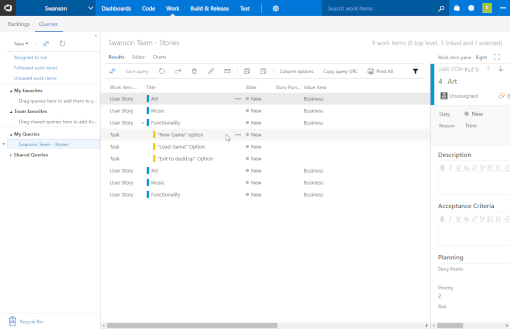 Swanson
Dashboards Code Work Build & Release Test
Search work items
Backlogs Queries
New
Assigned to me
Followed work items
Unsaved work items
My favorites
Drag queries here to add them to y...
Team favorites
Drag shared queries here to add th...
My Queries
Swanson Team - Stories
Shared Queries
Recycle Bin
Swanson Team - Stories
9 work items (6 top level, 3 linked and 1 selected)
Results Editor Charts
Work item pane Right
Save query Column options Copy query URL Print All
Work Item ... Title State Story Poin... Value Area
User Story Art New Business
User Story Music New Business
User Story Functionality New Business
Task "New Game" option New
Task "Load Game" Option New
Task "Exit to desktop" Option New
User Story Art New Business
User Story Music New Business
User Story Functionality New Business
4 Art
Unassigned
State New
Reason New
Description
Acceptance Criteria
Planning
Story Points
Priority
2
Risk